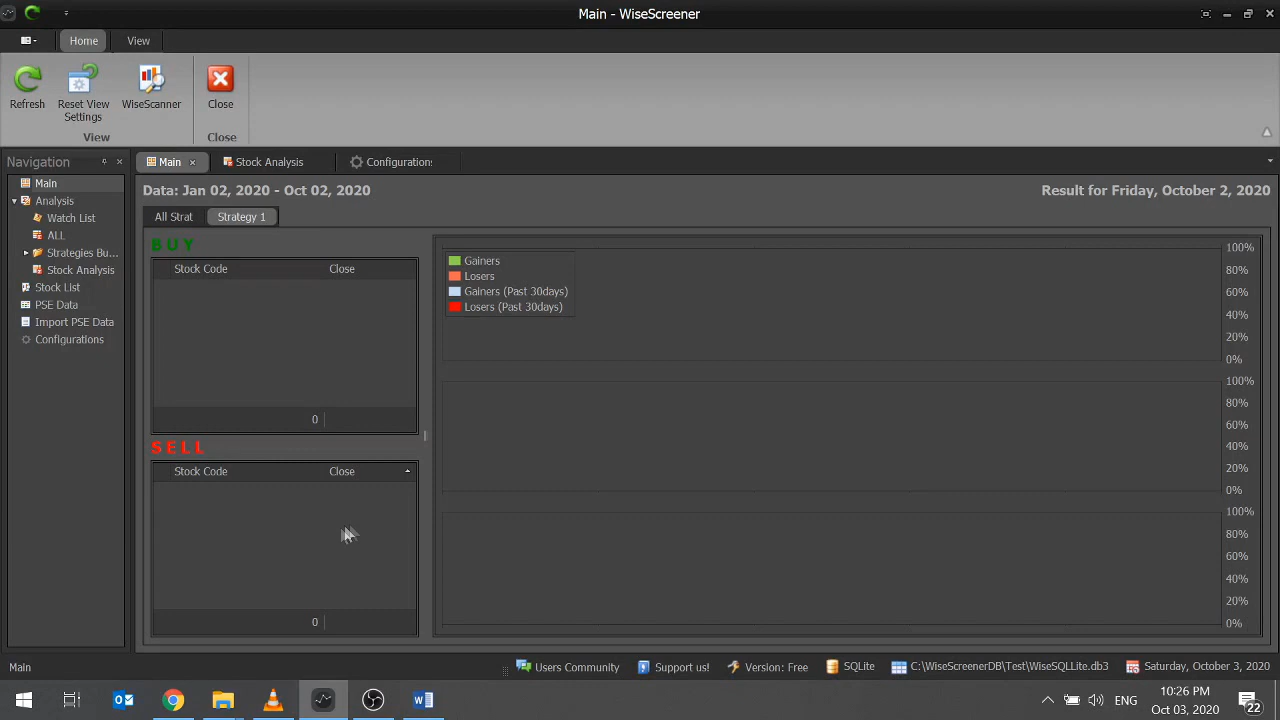 Main - WiseScreener
Home View
Refresh
Reset View Settings
WiseScanner
Close
View
Close
Navigation
Main
Stock Analysis
Configurations
Main
Analysis
Watch List
ALL
Strategies Bu...
Stock Analysis
Stock List
PSE Data
Import PSE Data
Configurations
Data: Jan 02, 2020 - Oct 02, 2020
Result for Friday, October 2, 2020
All Strat
Strategy 1
BUY
Stock Code Close
0
SELL
Stock Code Close
0
Gainers
Losers
Gainers (Past 30days)
Losers (Past 30days)
100%
80%
60%
40%
20%
0%
100%
80%
60%
40%
20%
0%
100%
80%
60%
40%
20%
0%
Main
Users Community
Support us!
Version: Free
SQLite
C:\WiseScreenerDB\Test\WiseSQLLite.db3
Saturday, October 3, 2020
ENG
10:26 PM
Oct 03, 2020
22